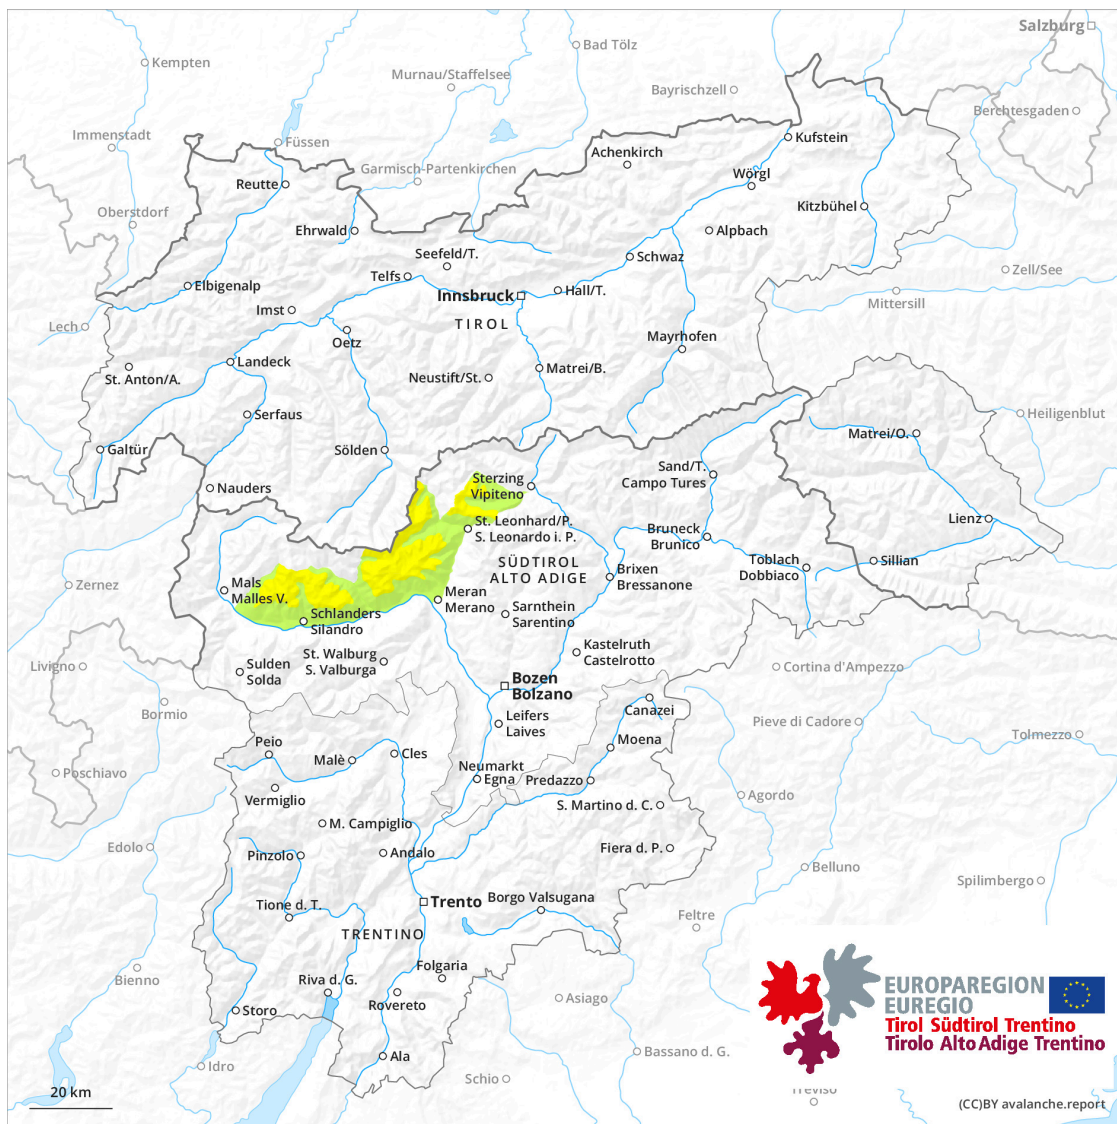 Salzburg
Bad Tölz
Kempten
Murnau/Staffelsee
Bayrischzell
Berchtesgaden
Immenstadt
Füssen
Kufstein
Achenkirch
Garmisch-Partenkirchen
Wörgl
Reutte
Oberstdorf
Kitzbühel
Ehrwald
Alpbach
Seefeld/T.
Schwaz
Zell/See
Telfs
Elbigenalp
Hall/T.
Innsbruck
Mittersill
Imst
TIROL
Lech
Oetz
Mayrhofen
Landeck
Matrei/B.
St. Anton/A.
Neustift/St.
Serfaus
Heiligenblut
Matrei/O.
Galtür
Sölden
Sand/T.
Campo Tures
Sterzing
Vipiteno
Nauders
Lienz
St. Leonhard/P.
S. Leonardo i. P.
Bruneck
Brunico
Toblach
Dobbiaco
Sillian
SÜDTIROL
ALTO ADIGE
Brixen
Bressanone
Zernez
Mals
Malles V.
Meran
Merano
Schlanders
Silandro
Sarnthein
Sarentino
Kastelruth
Castelrotto
St. Walburg
S. Valburga
Livigno
Sulden
Solda
Cortina d'Ampezzo
Bozen
Bolzano
Bormio
Canazei
Leifers
Laives
Pieve di Cadore
Tolmezzo
Moena
Peio
Malè
Cles
Neumarkt
Egna
Predazzo
Poschiavo
Vermiglio
Agordo
S. Martino d. C.
M. Campiglio
Edolo
Pinzolo
Andalo
Fiera d. P.
Belluno
Spilimbergo
Trento
Borgo Valsugana
Tione d. T.
Feltre
TRENTINO
Folgaria
Bienno
Riva d. G.
Rovereto
Asiago
Storo
EUROPAREGION
EUREGIO
Tirol Südtirol Trentino
Tirolo Alto Adige Trentino
Ala
Bassano d. G.
Idro
Schio
Treviso
20 km
(CC)BY avalanche.report